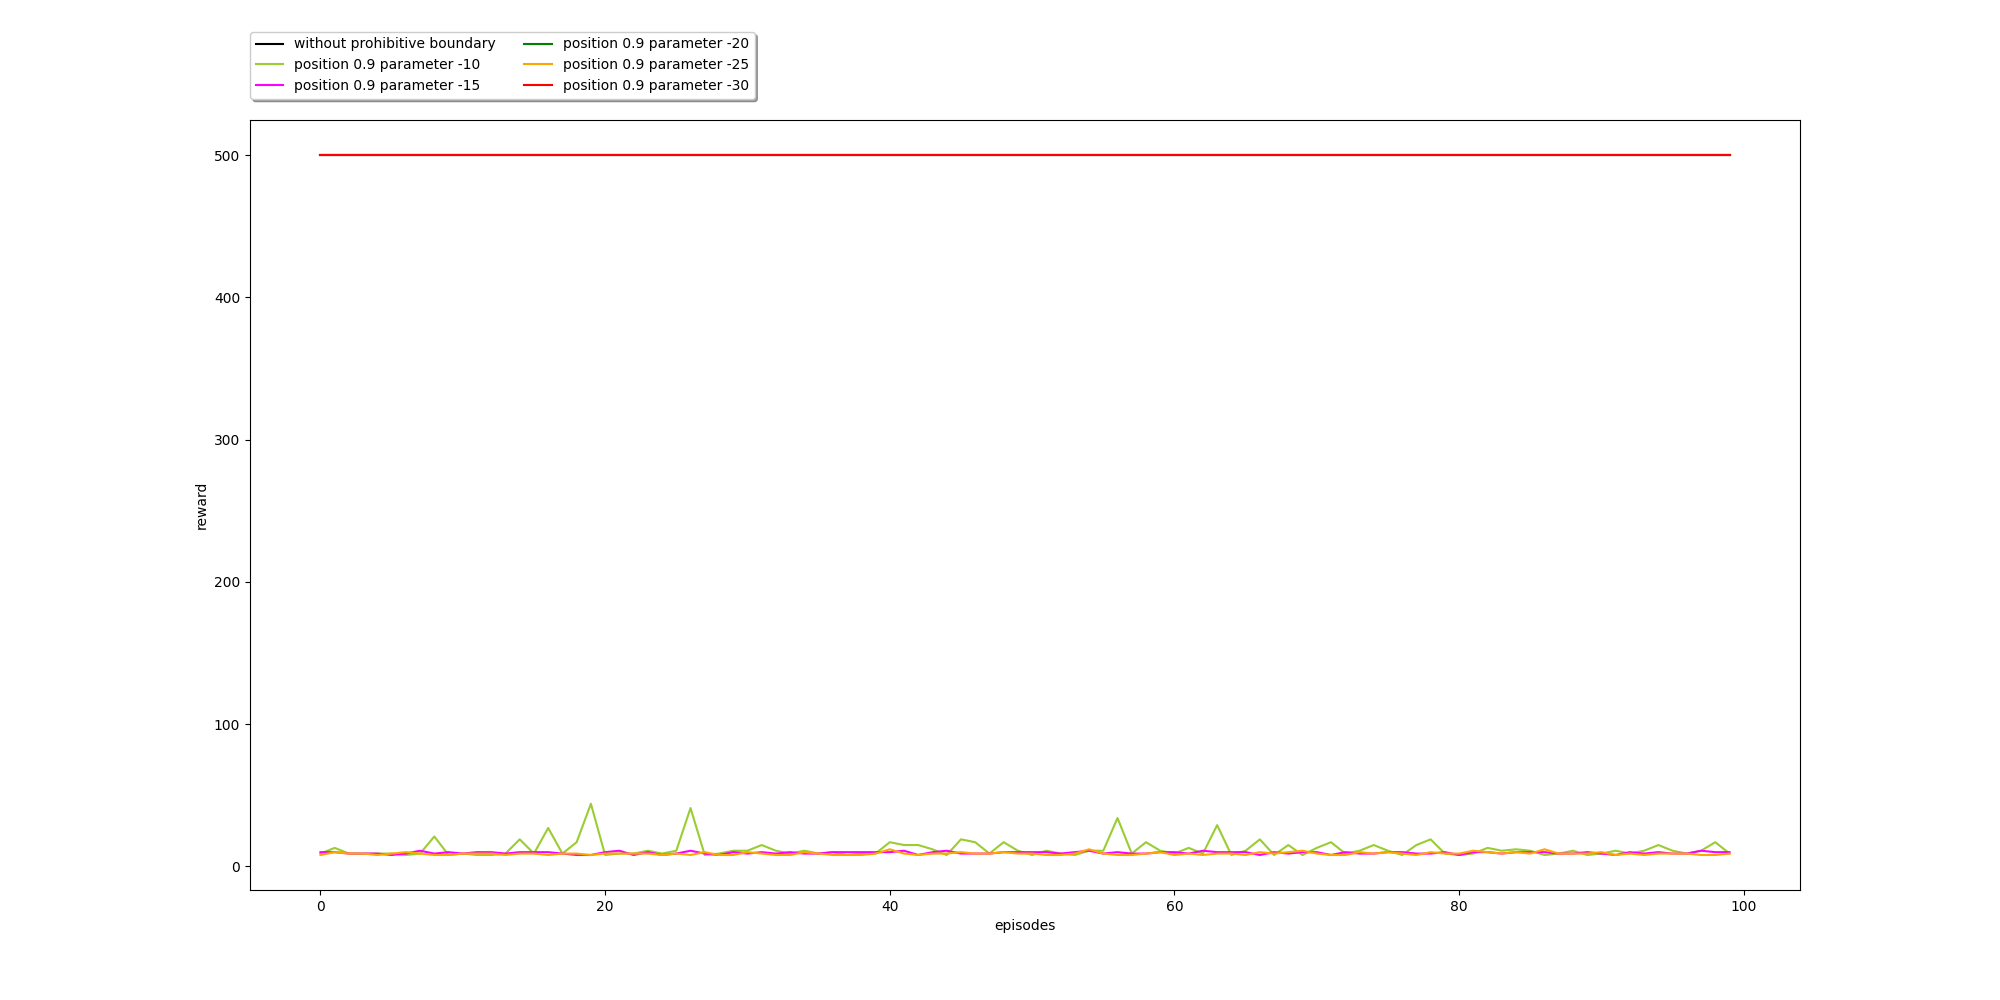 without prohibitive boundary
position 0.9 parameter -10
position 0.9 parameter -15
position 0.9 parameter -20
position 0.9 parameter -25
position 0.9 parameter -30
500
400
300
200
100
0
reward
0 20 40 60 80 100
episodes